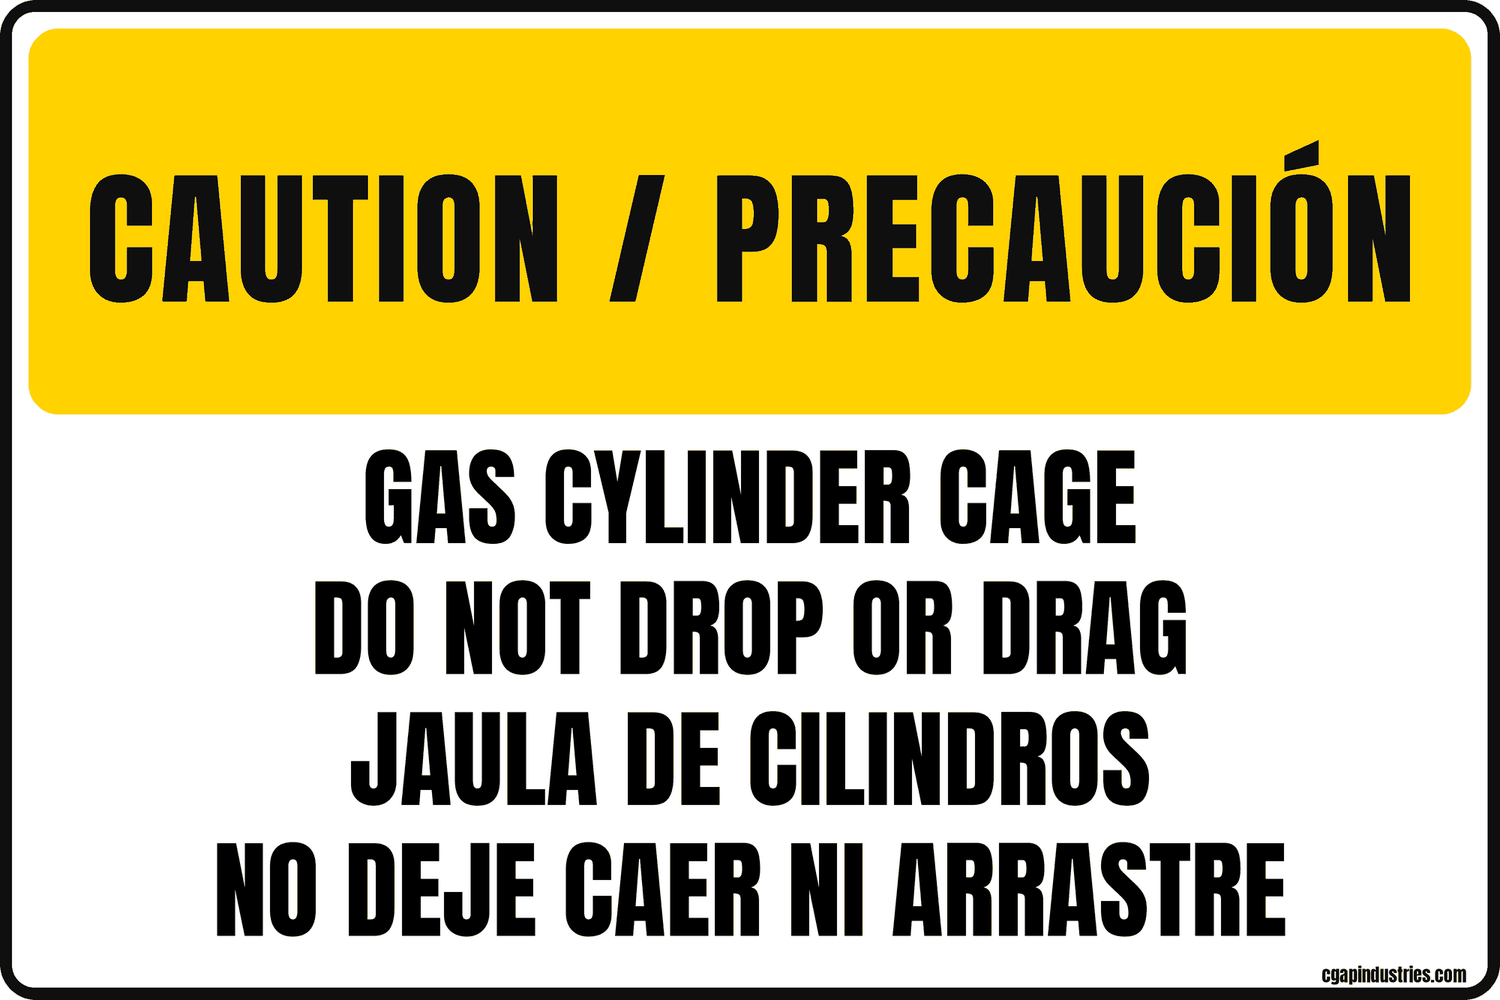 CAUTION / PRECAUCIÓN
GAS CYLINDER CAGE
DO NOT DROP OR DRAG
JAULA DE CILINDROS
NO DEJE CAER NI ARRASTRE
cgapindustries.com